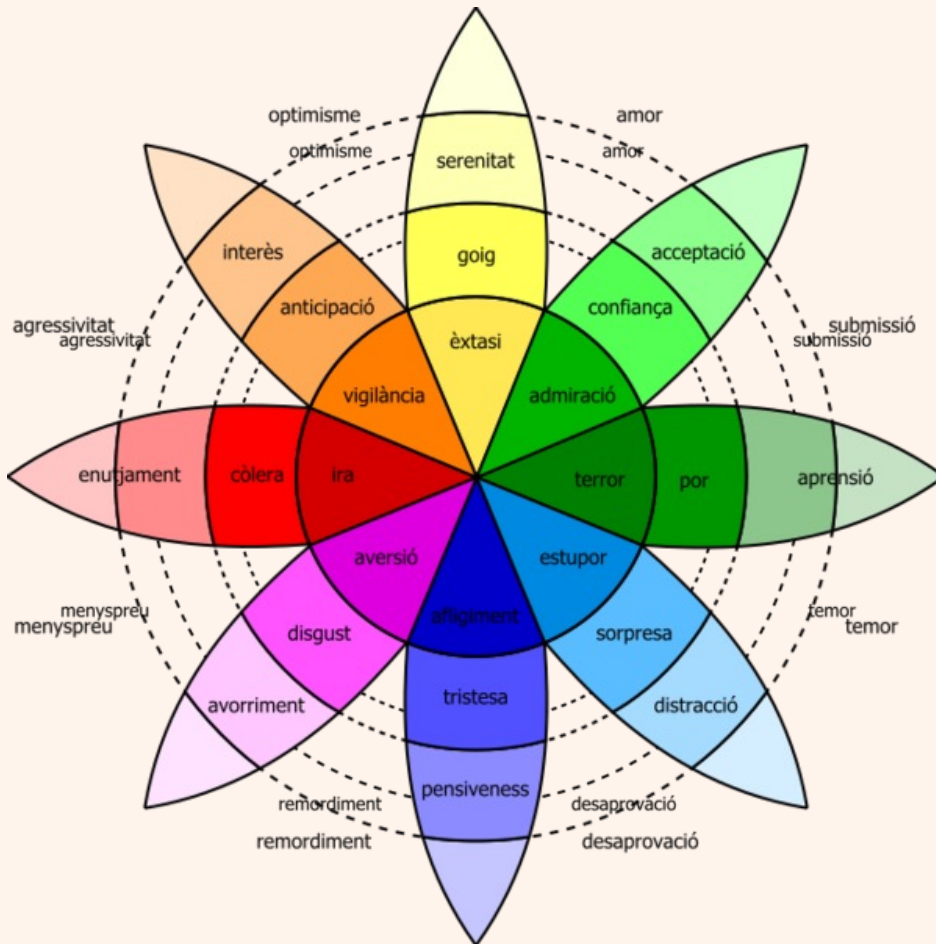 optimisme
amor
optimisme
amor
serenitat
interès
goig
acceptació
anticipació
confiança
agressivitat
submissió
agressivitat
submissió
èxtasi
vigilància
admiració
enutjament
còlera
ira
terror
por
aprensió
aversió
estupor
menyspreu
afligiment
temor
menyspreu
temor
disgust
sorpresa
tristesa
avorriment
distracció
pensiveness
remordiment
desaprovació
remordiment
desaprovació